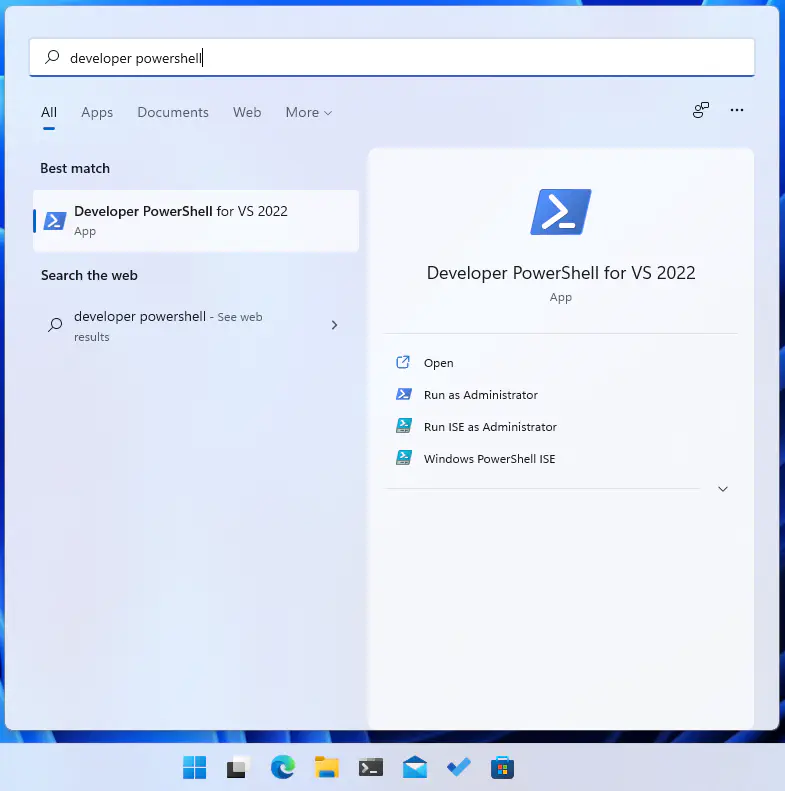 developer powershell
All Apps Documents Web More
Best match
Developer PowerShell for VS 2022
App
Search the web
developer powershell - See web
results
Developer PowerShell for VS 2022
App
Open
Run as Administrator
Run ISE as Administrator
Windows PowerShell ISE